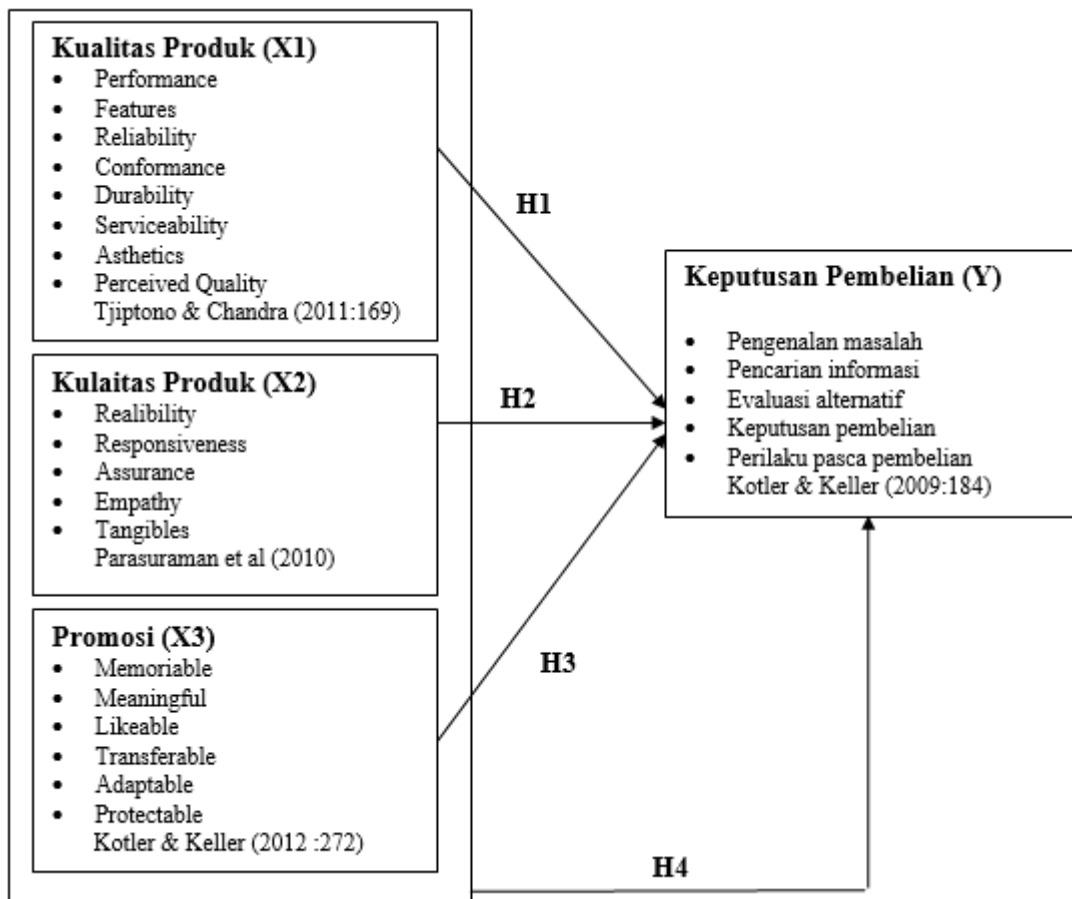 Kualitas Produk (X1)
• Performance
• Features
• Reliability
• Conformance
• Durability
• Serviceability
• Asthetics
• Perceived Quality
Tjiptono & Chandra (2011:169)
Kulaitas Produk (X2)
• Realibility
• Responsiveness
• Assurance
• Empathy
• Tangibles
Parasuraman et al (2010)
Promosi (X3)
• Memoriable
• Meaningful
• Likeable
• Transferable
• Adaptable
• Protectable
Kotler & Keller (2012 :272)
H1
H2
H3
H4
Keputusan Pembelian (Y)
• Pengenalan masalah
• Pencarian informasi
• Evaluasi alternatif
• Keputusan pembelian
• Perilaku pasca pembelian
Kotler & Keller (2009:184)